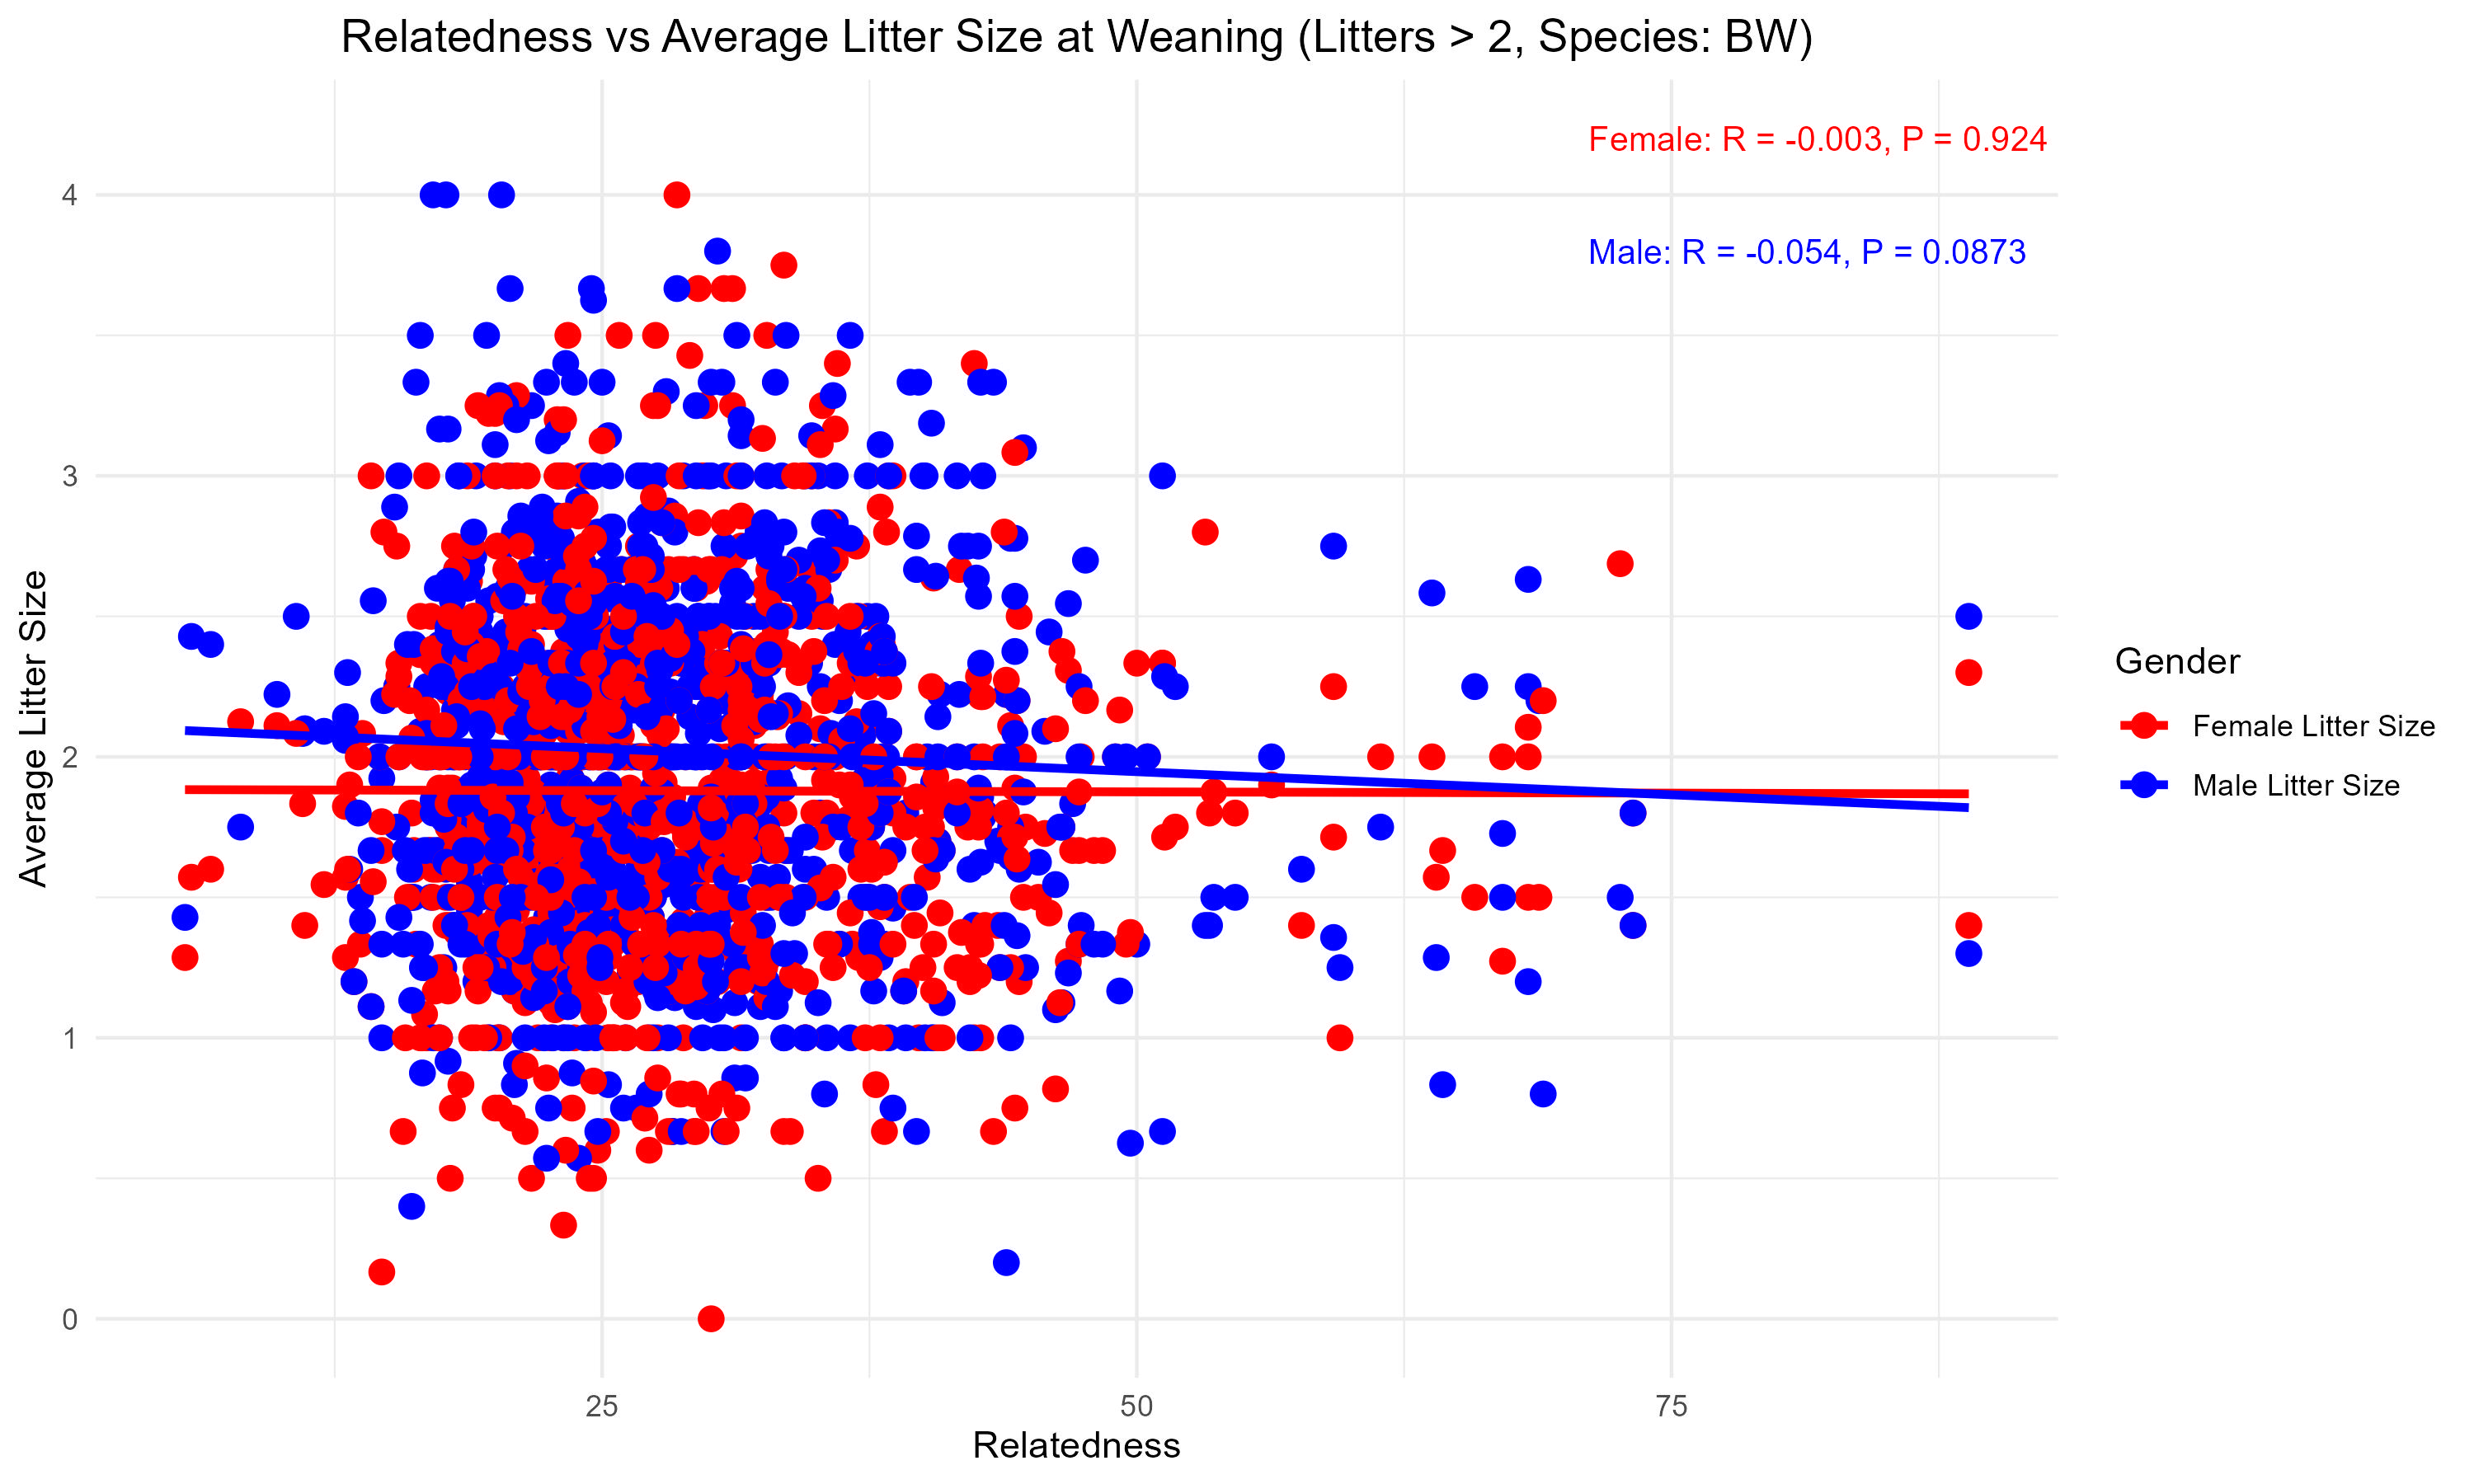 Relatedness vs Average Litter Size at Weaning (Litters > 2, Species: BW)
Female: R = -0.003, P = 0.924
Male: R = -0.054, P = 0.0873
4
3
2
1
0
Average Litter Size
25
50
75
Relatedness
Gender
Female Litter Size
Male Litter Size